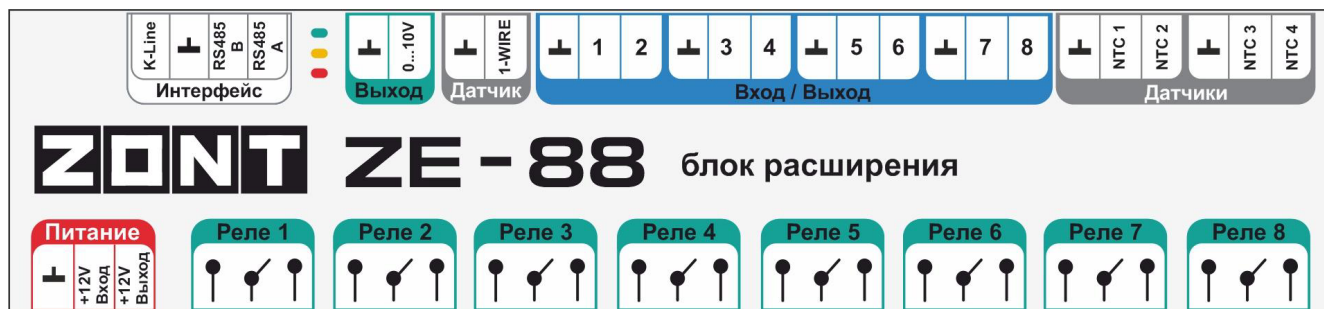 K-Line
RS485 B
RS485 A
Интерфейс
0...10V
Выход
1-WIRE
Датчик
1 2 3 4 5 6 7 8
Вход / Выход
NTC 1
NTC 2
NTC 3
NTC 4
Датчики
ZONT ZE-88 блок расширения
Питание
+12V Вход
+12V Выход
Реле 1 Реле 2 Реле 3 Реле 4 Реле 5 Реле 6 Реле 7 Реле 8